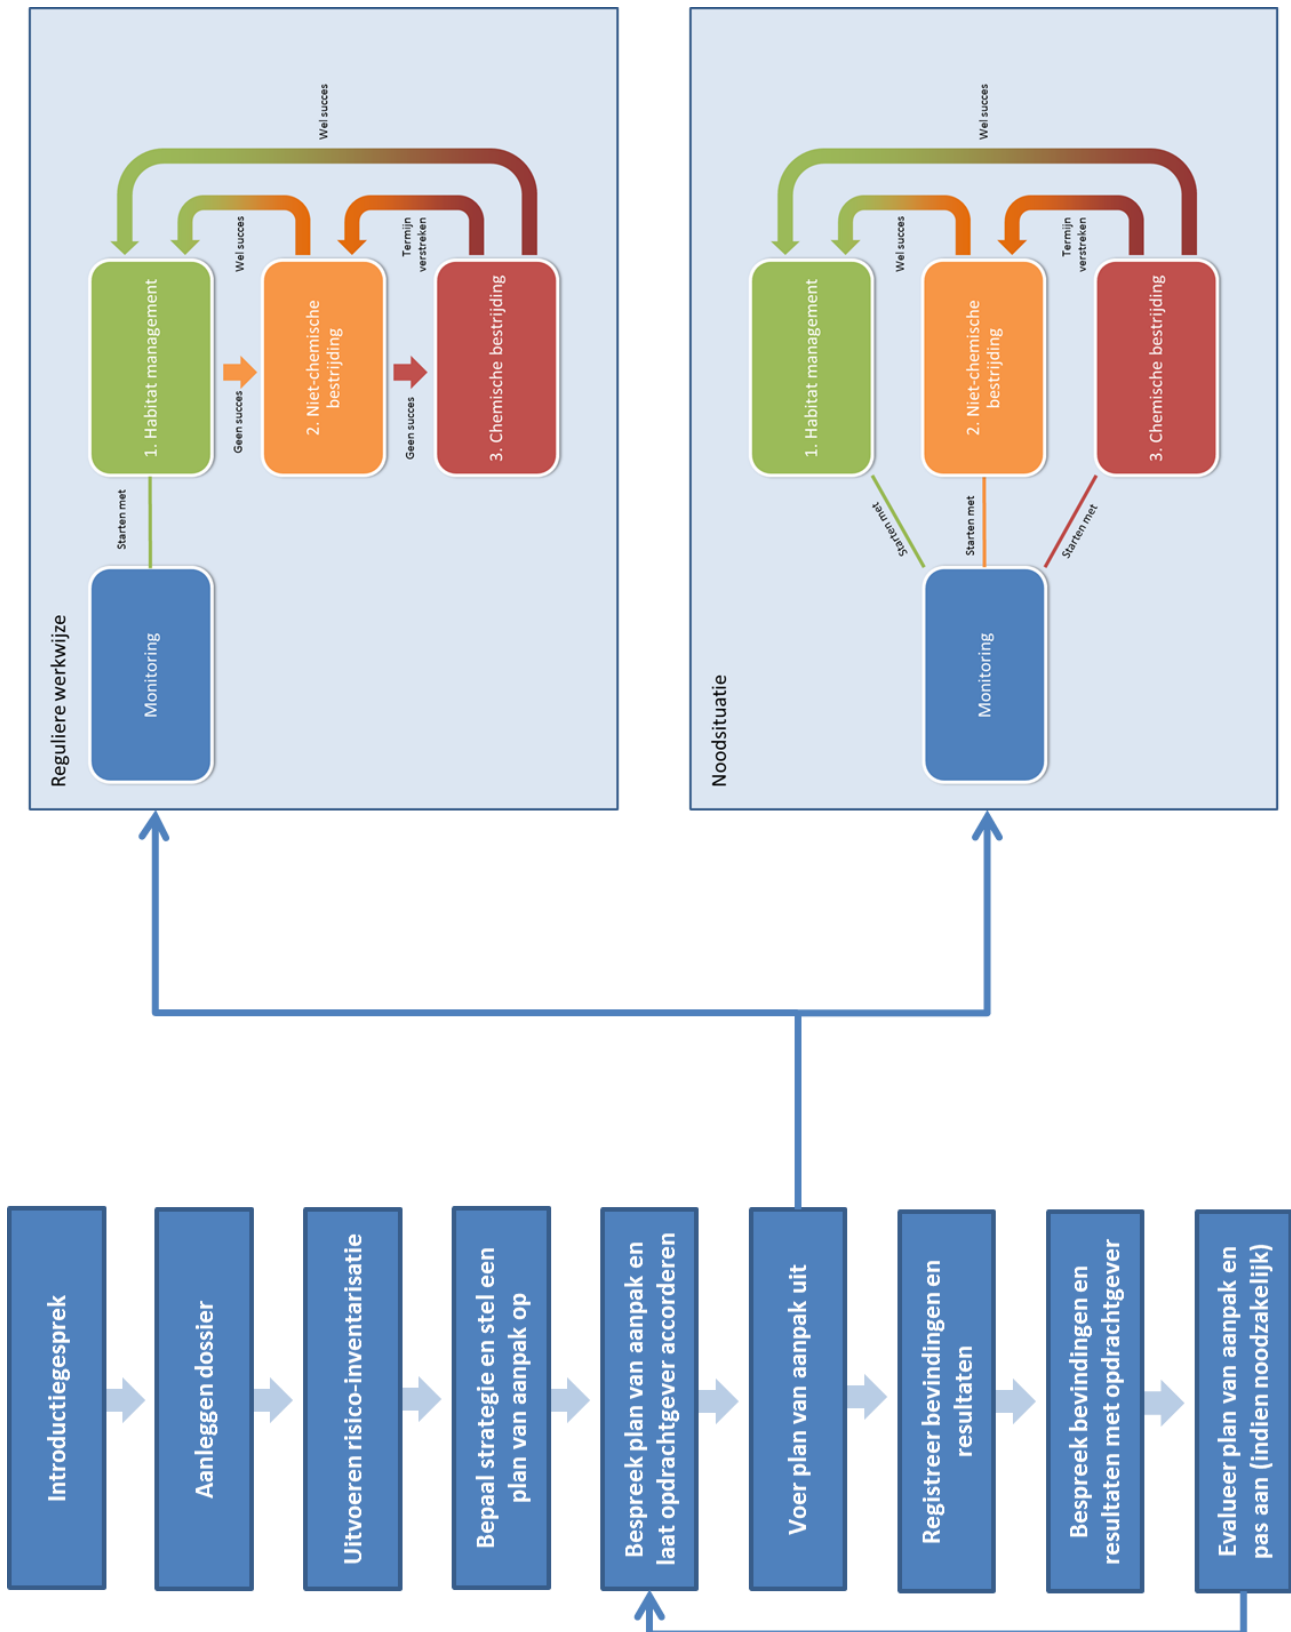 Introductiegesprek
Aanleggen dossier
Uitvoeren risico-inventarisatie
Bepaal strategie en stel een
plan van aanpak op
Bespreek plan van aanpak en
laat opdrachtgever accorderen
Voer plan van aanpak uit
Registreer bevindingen en
resultaten
Bespreek bevindingen en
resultaten met opdrachtgever
Evalueer plan van aanpak en
pas aan (indien noodzakelijk)
Reguliere werkwijze
Monitoring
Starten met
1. Habitat management
Geen succes
2. Niet-chemische
bestrijding
Geen succes
3. Chemische bestrijding
Wel succes
Termijn
verstreken
Wel succes
Noodsituatie
Monitoring
Starten met
Starten met
Starten met
1. Habitat management
2. Niet-chemische
bestrijding
3. Chemische bestrijding
Wel succes
Termijn
verstreken
Wel succes